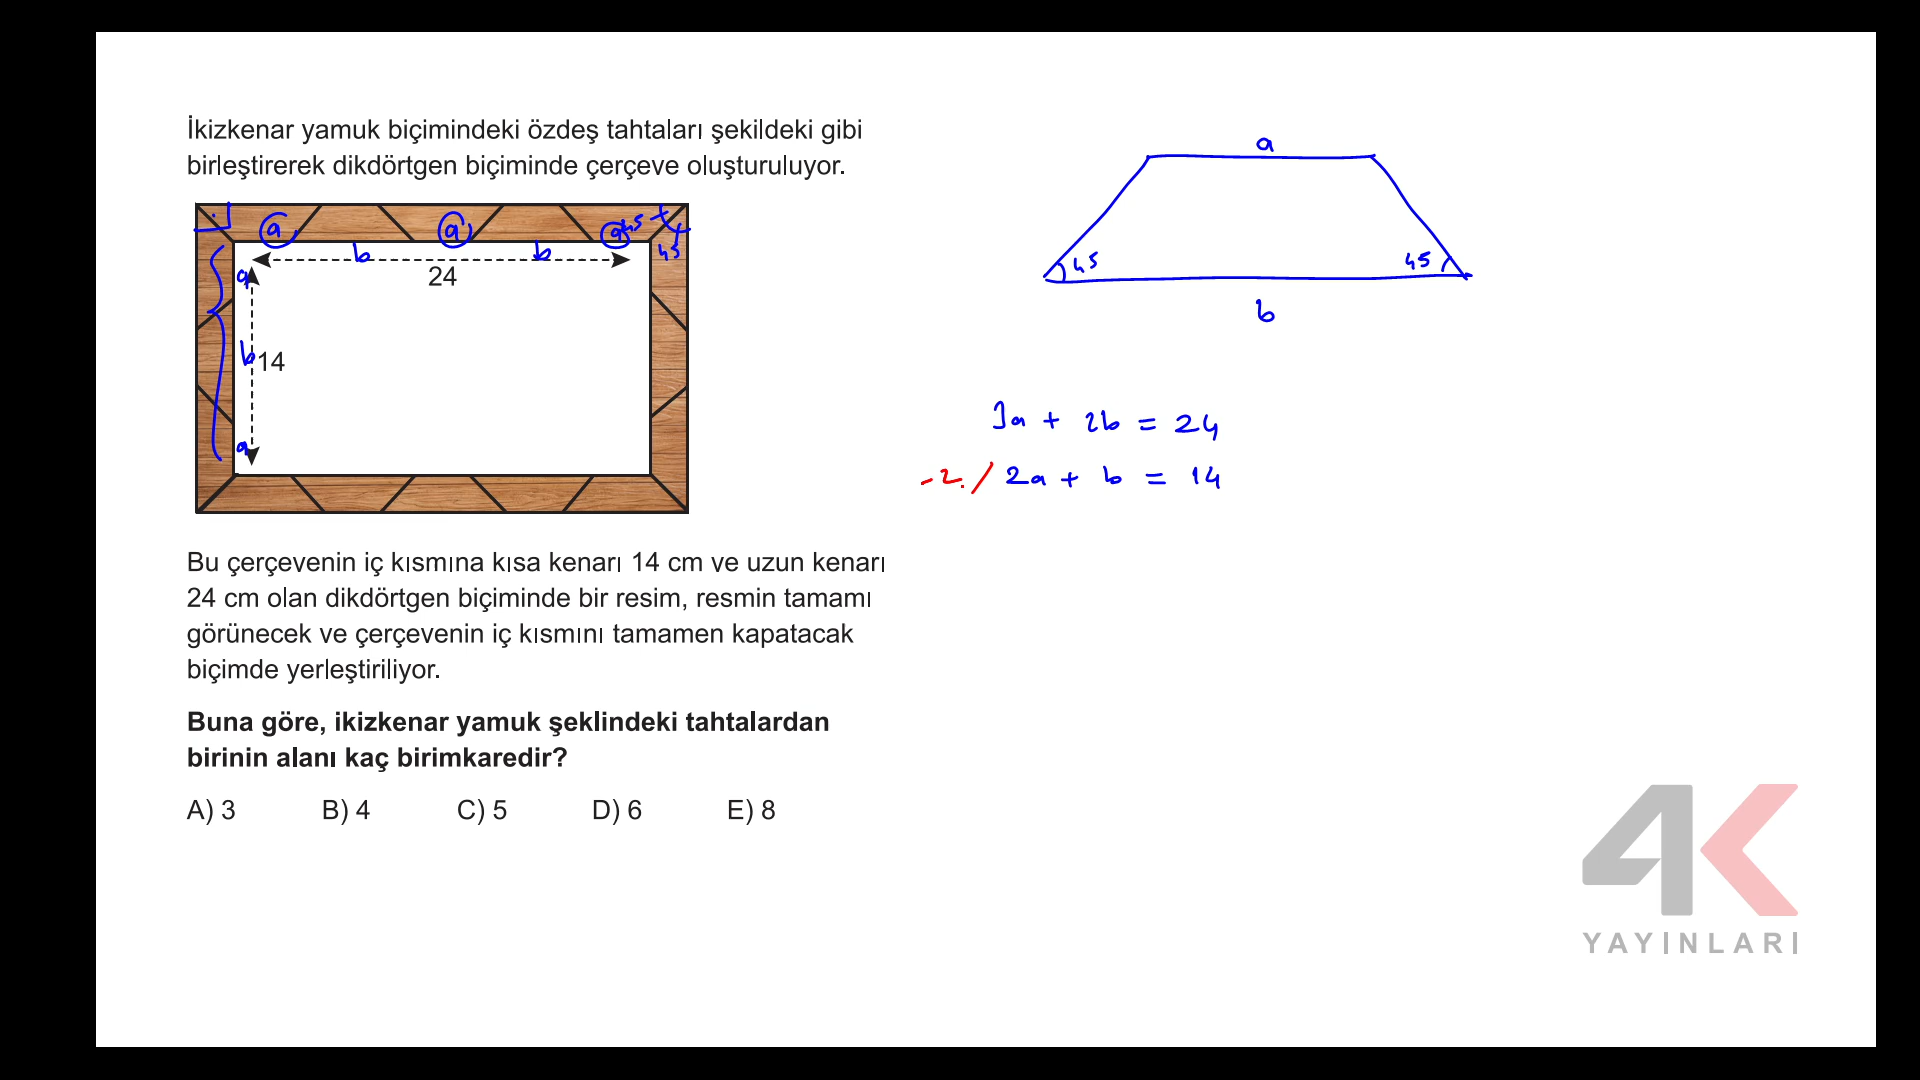 İkizkenar yamuk biçimindeki özdeş tahtaları şekildeki gibi
birleştirerek dikdörtgen biçiminde çerçeve oluşturuluyor.
a a a 45
45
b b
24
a
b 14
a
Bu çerçevenin iç kısmına kısa kenarı 14 cm ve uzun kenarı
24 cm olan dikdörtgen biçiminde bir resim, resmin tamamı
görünecek ve çerçevenin iç kısmını tamamen kapatacak
biçimde yerleştiriliyor.
Buna göre, ikizkenar yamuk şeklindeki tahtalardan
birinin alanı kaç birimkaredir?
A) 3 B) 4 C) 5 D) 6 E) 8
a
45 45
b
3a + 2b = 24
-2. / 2a + b = 14
4K
YAYINLARI